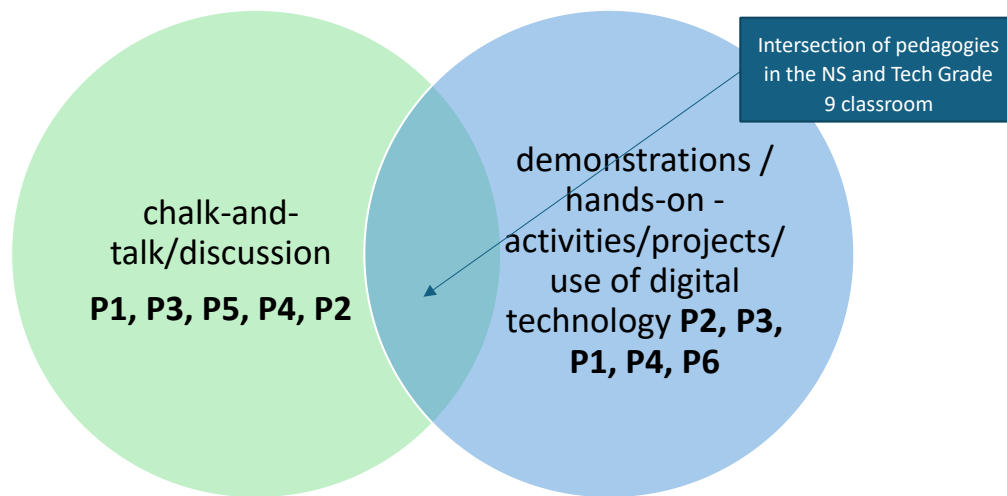 Intersection of pedagogies
in the NS and Tech Grade
9 classroom
chalk-and-
talk/discussion
P1, P3, P5, P4, P2
demonstrations /
hands-on -
activities/projects/
use of digital
technology P2, P3,
P1, P4, P6